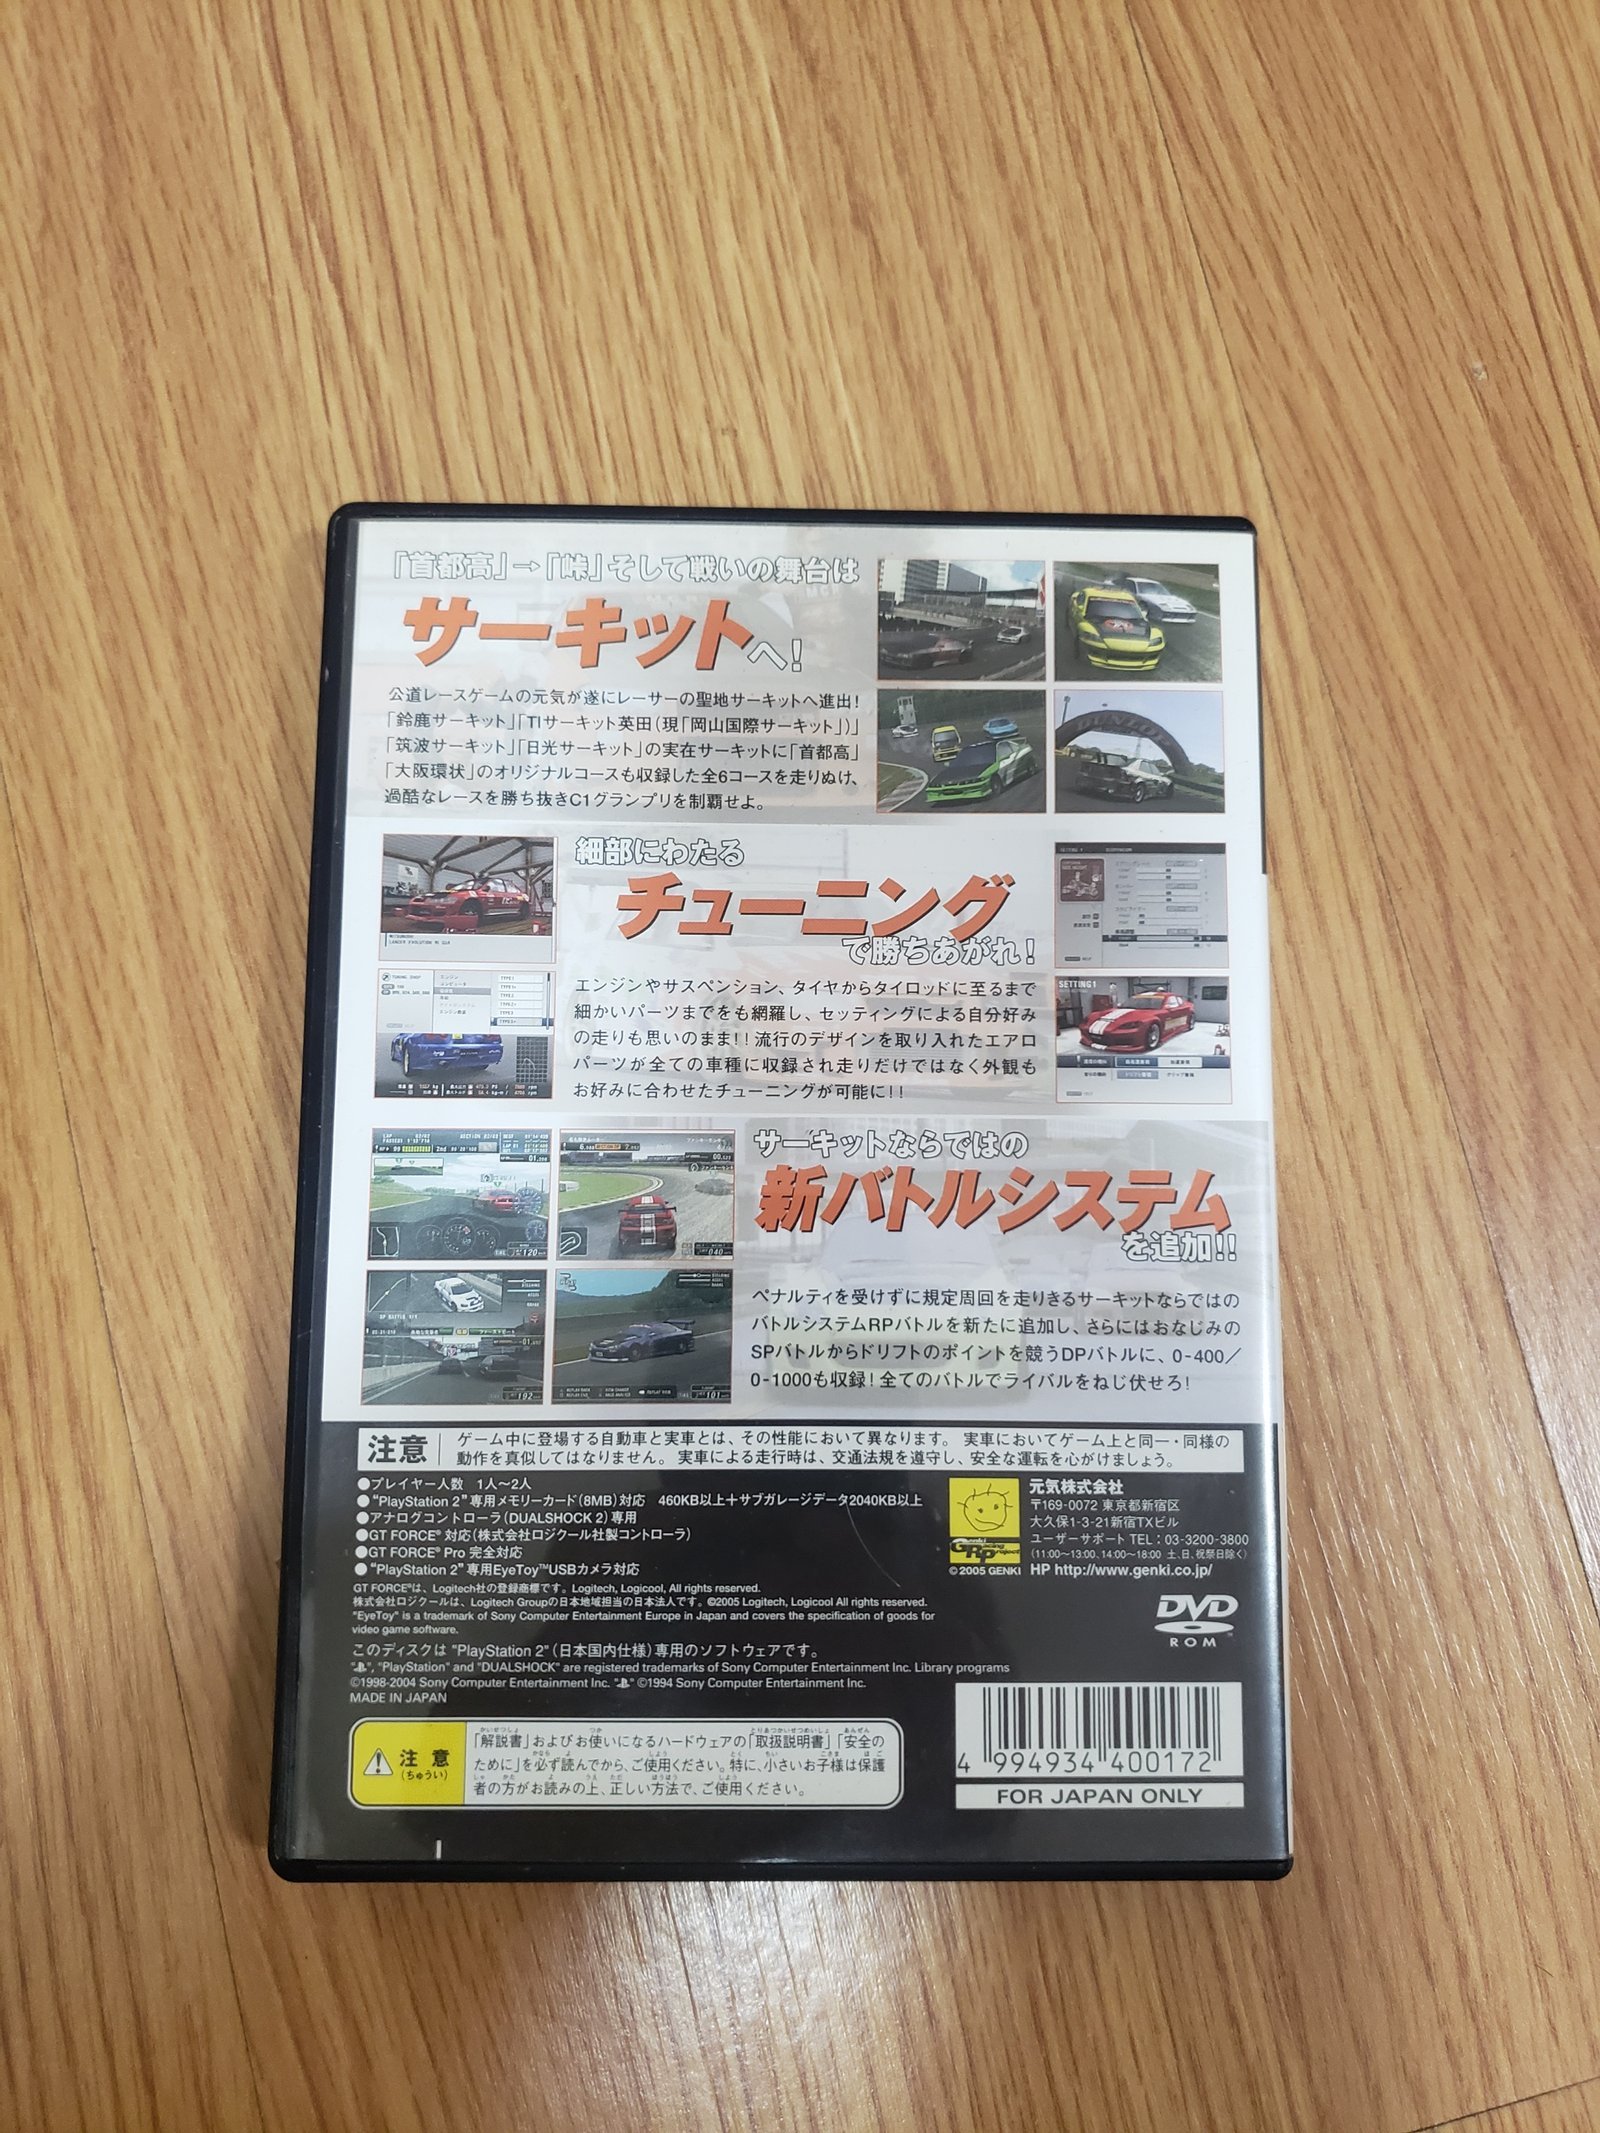 「首都高」→「峠」そして戦いの舞台は
サーキットへ!
公道レースゲームの元気が遂にレーサーの聖地サーキットへ進出!
「鈴鹿サーキット」「TIサーキット英田(現「岡山国際サーキット」)」
「筑波サーキット」「日光サーキット」の実在サーキットに「首都高」
「大阪環状」のオリジナルコースも収録した全6コースを走りぬけ、
過酷なレースを勝ち抜きC1グランプリを制覇せよ。
DUNLOP
細部にわたる
チューニング
で勝ちあがれ!
エンジンやサスペンション、タイヤからタイロッドに至るまで
細かいパーツまでをも網羅し、セッティングによる自分好み
の走りも思いのまま!!流行のデザインを取り入れたエアロ
パーツが全ての車種に収録され走りだけではなく外観も
お好みに合わせたチューニングが可能に!!
SETTING1
サーキットならではの
新バトルシステム
を追加!!
ペナルティを受けずに規定周回を走りきるサーキットならではの
バトルシステムRPバトルを新たに追加し、さらにはおなじみの
SPバトルからドリフトのポイントを競うDPバトルに、0-400/
0-1000も収録!全てのバトルでライバルをねじ伏せろ!
注意
ゲーム中に登場する自動車と実車とは、その性能において異なります。 実車においてゲーム上と同一・同様の
動作を真似してはなりません。 実車による走行時は、交通法規を遵守し、安全な運転を心がけましょう。
●プレイヤー人数 1人〜2人
●"PlayStation 2"専用メモリーカード(8MB)対応 460KB以上+サブガレージデータ2040KB以上
●アナログコントローラ(DUALSHOCK 2)専用
●GT FORCE® 対応(株式会社ロジクール社製コントローラ)
●GT FORCE® Pro 完全対応
●"PlayStation 2"専用EyeToy™USBカメラ対応
GT FORCE®は、Logitech社の登録商標です。Logitech, Logicool, All rights reserved.
株式会社ロジクールは、Logitech Groupの日本地域担当の日本法人です。©2005 Logitech, Logicool All rights reserved.
"EyeToy" is a trademark of Sony Computer Entertainment Europe in Japan and covers the specification of goods for
video game software.
このディスクは "PlayStation 2"(日本国内仕様)専用のソフトウェアです。
"", "PlayStation" and "DUALSHOCK" are registered trademarks of Sony Computer Entertainment Inc. Library programs
©1998-2004 Sony Computer Entertainment Inc. "" ©1994 Sony Computer Entertainment Inc.
MADE IN JAPAN
Genki Racing Project
© 2005 GENKI
元気株式会社
〒169-0072 東京都新宿区
大久保1-3-21新宿TXビル
ユーザーサポート TEL:03-3200-3800
(11:00〜13:00、14:00〜18:00 土、日、祝祭日除く)
HP http://www.genki.co.jp/
DVD
ROM
注意
(ちゅうい)
「解説書」およびお使いになるハードウェアの「取扱説明書」「安全の
ために」を必ず読んでから、ご使用ください。特に、小さいお子様は保護
者の方がお読みの上、正しい方法で、ご使用ください。
4 994934 400172
FOR JAPAN ONLY